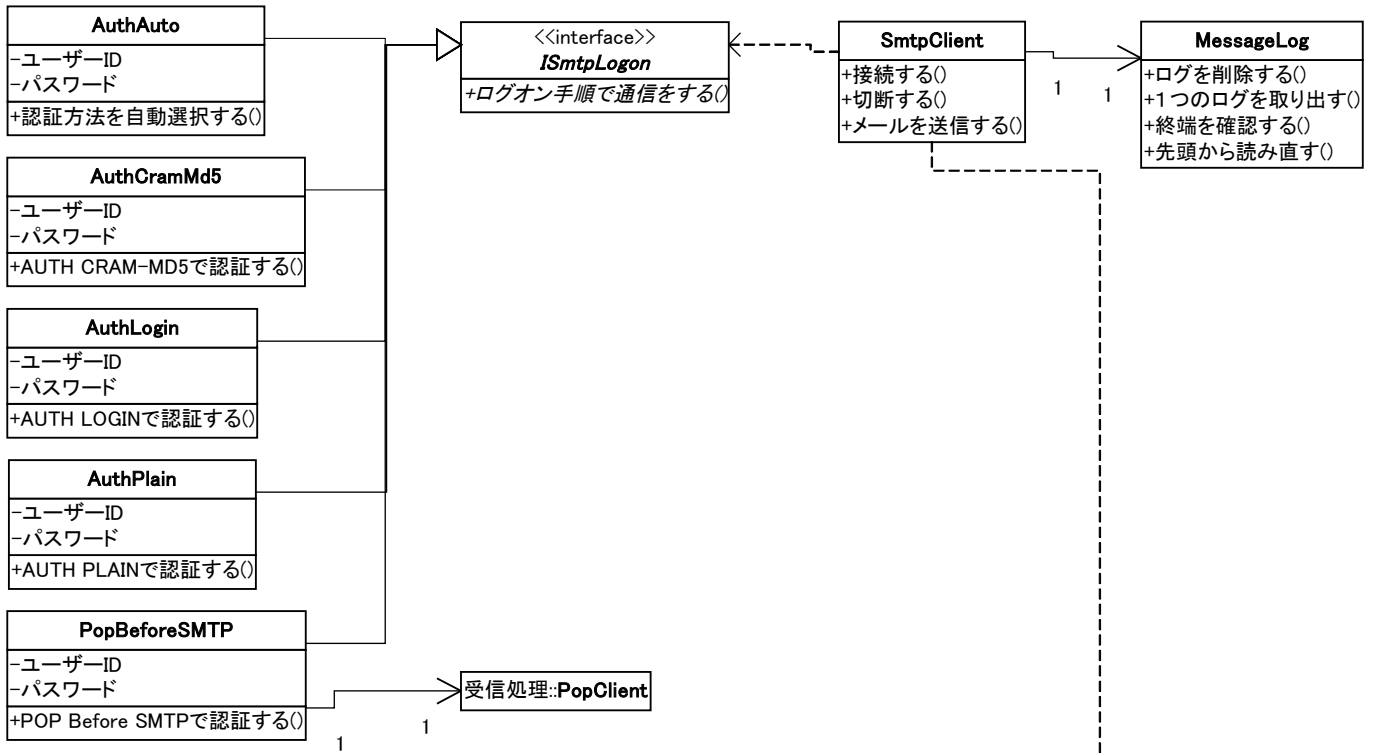 AuthAuto
-ユーザーID
-パスワード
+認証方法を自動選択する()
AuthCramMd5
-ユーザーID
-パスワード
+AUTH CRAM-MD5で認証する()
AuthLogin
-ユーザーID
-パスワード
+AUTH LOGINで認証する()
AuthPlain
-ユーザーID
-パスワード
+AUTH PLAINで認証する()
PopBeforeSMTP
-ユーザーID
-パスワード
+POP Before SMTPで認証する()
1
1
受信処理::PopClient
<<interface>>
ISmtpLogon
+ログオン手順で通信をする()
SmtpClient
+接続する()
+切断する()
+メールを送信する()
1
1
MessageLog
+ログを削除する()
+1つのログを取り出す()
+終端を確認する()
+先頭から読み直す()